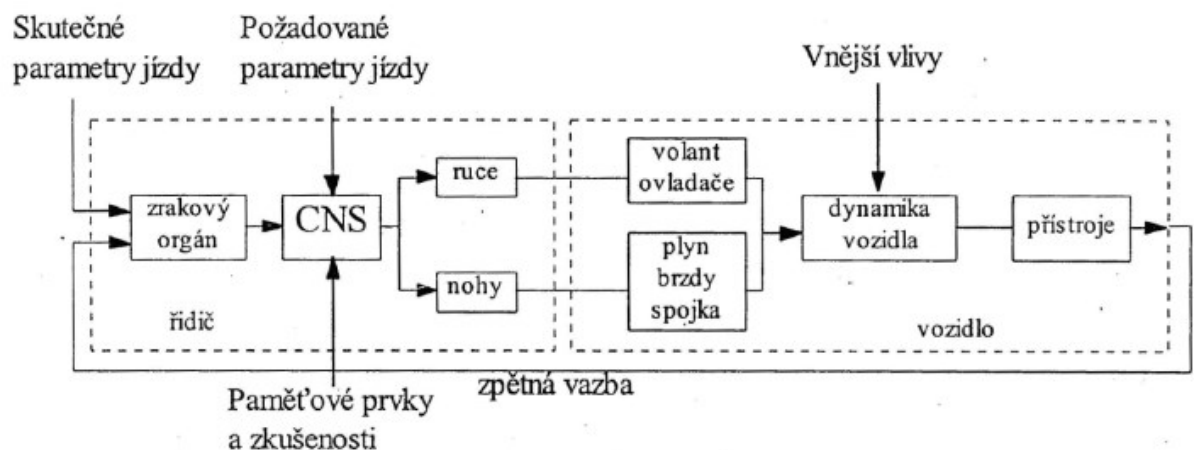 Skutečné
parametry jízdy
Požadované
parametry jízdy
Vnější vlivy
zrakový
orgán
CNS
ruce
nohy
řidič
volant
ovladače
plyn
brzdy
spojka
dynamika
vozidla
přístroje
vozidlo
zpětná vazba
Paměťové prvky
a zkušenosti